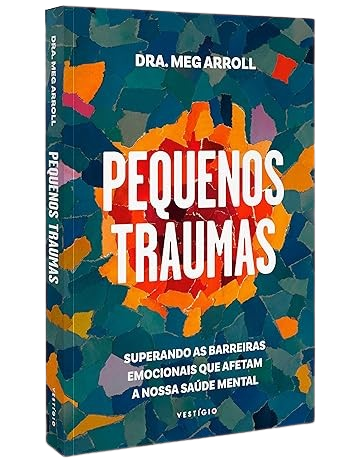 DRA. MEG ARROLL
PEQUENOS TRAUMAS
DRA. MEG ARROLL
PEQUENOS
TRAUMAS
SUPERANDO AS BARREIRAS
EMOCIONAIS QUE AFETAM
A NOSSA SAÚDE MENTAL
VESTÍGIO
VESTÍGIO